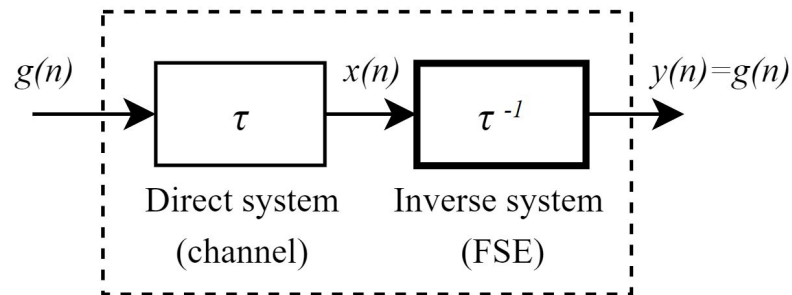 g(n) x(n) y(n)=g(n)
τ τ⁻¹
Direct system Inverse system
(channel) (FSE)